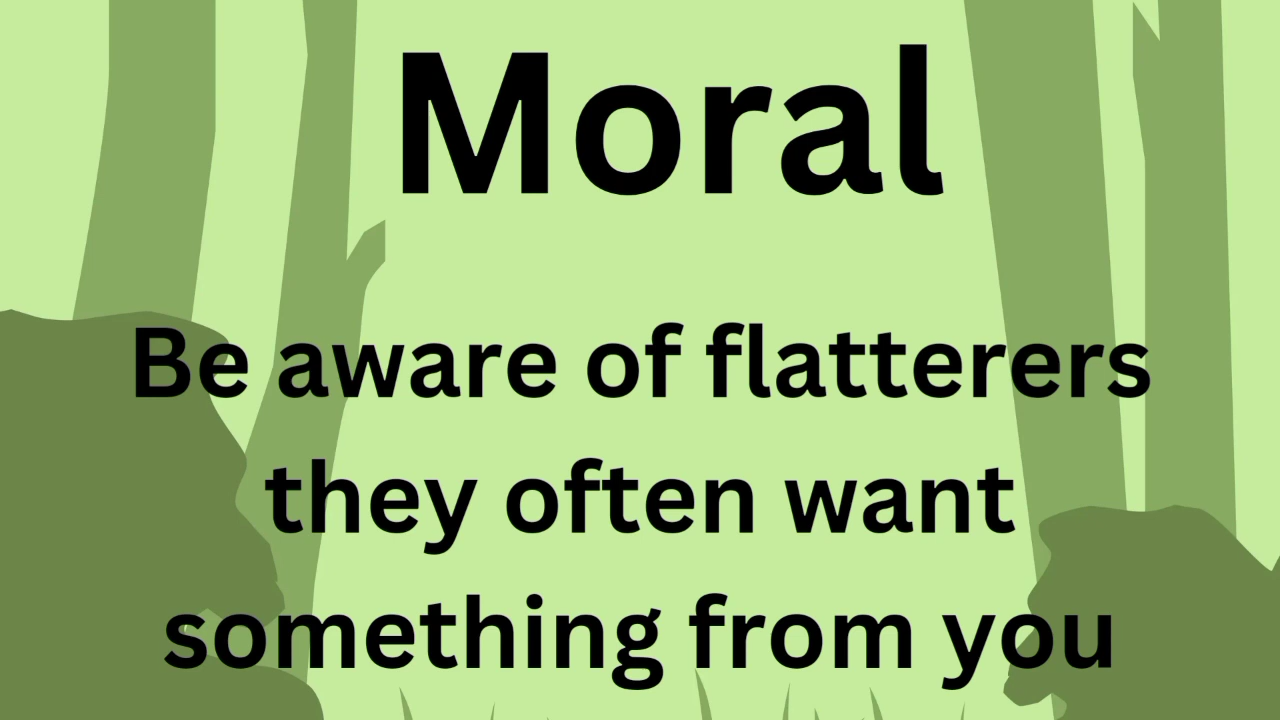 Moral
Be aware of flatterers
they often want
something from you